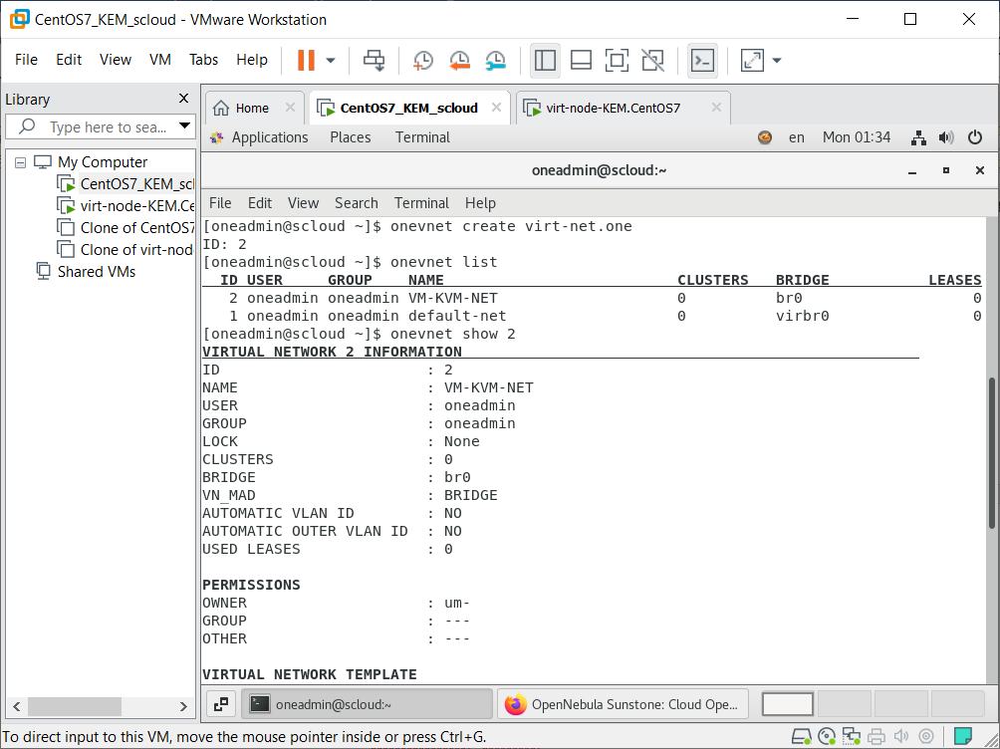 CentOS7_KEM_scloud - VMware Workstation
File Edit View VM Tabs Help
Library
Type here to sea...
My Computer
CentOS7_KEM_scl
virt-node-KEM.Ce
Clone of CentOS7
Clone of virt-nod
Shared VMs
Home CentOS7_KEM_scloud virt-node-KEM.CentOS7
Applications Places Terminal en Mon 01:34
oneadmin@scloud:~
File Edit View Search Terminal Help
[oneadmin@scloud ~]$ onevnet create virt-net.one
ID: 2
[oneadmin@scloud ~]$ onevnet list
ID USER GROUP NAME CLUSTERS BRIDGE LEASES
2 oneadmin oneadmin VM-KVM-NET 0 br0 0
1 oneadmin oneadmin default-net 0 virbr0 0
[oneadmin@scloud ~]$ onevnet show 2
VIRTUAL NETWORK 2 INFORMATION
ID : 2
NAME : VM-KVM-NET
USER : oneadmin
GROUP : oneadmin
LOCK : None
CLUSTERS : 0
BRIDGE : br0
VN_MAD : BRIDGE
AUTOMATIC VLAN ID : NO
AUTOMATIC OUTER VLAN ID : NO
USED LEASES : 0
PERMISSIONS
OWNER : um-
GROUP : ---
OTHER : ---
VIRTUAL NETWORK TEMPLATE
oneadmin@scloud:~ OpenNebula Sunstone: Cloud Ope...
To direct input to this VM, move the mouse pointer inside or press Ctrl+G.